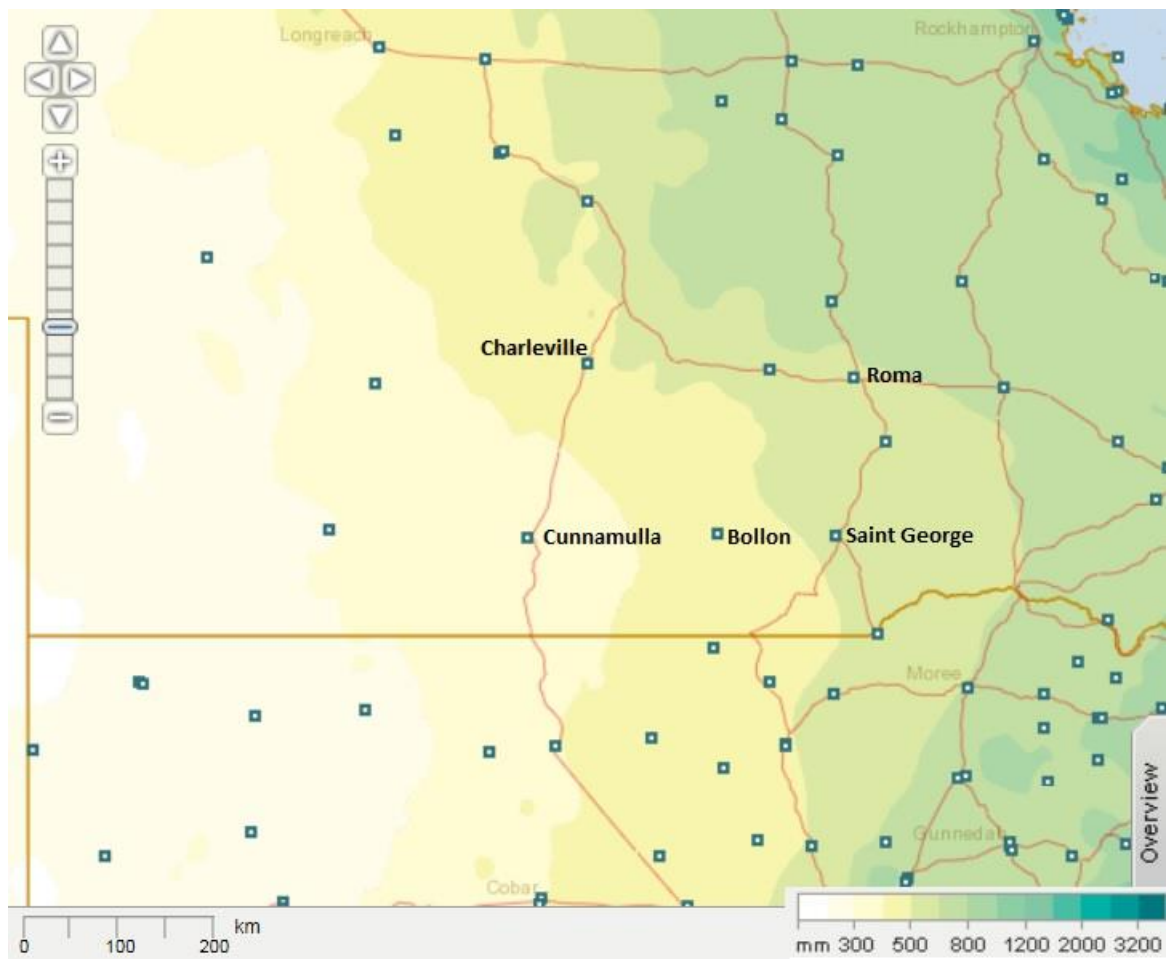 Longreach
Rockhampton
Charleville
Roma
Cunnamulla
Bollon
Saint George
Moree
Gunnedah
Cobar
Overview
km
0 100 200
mm 300 500 800 1200 2000 3200